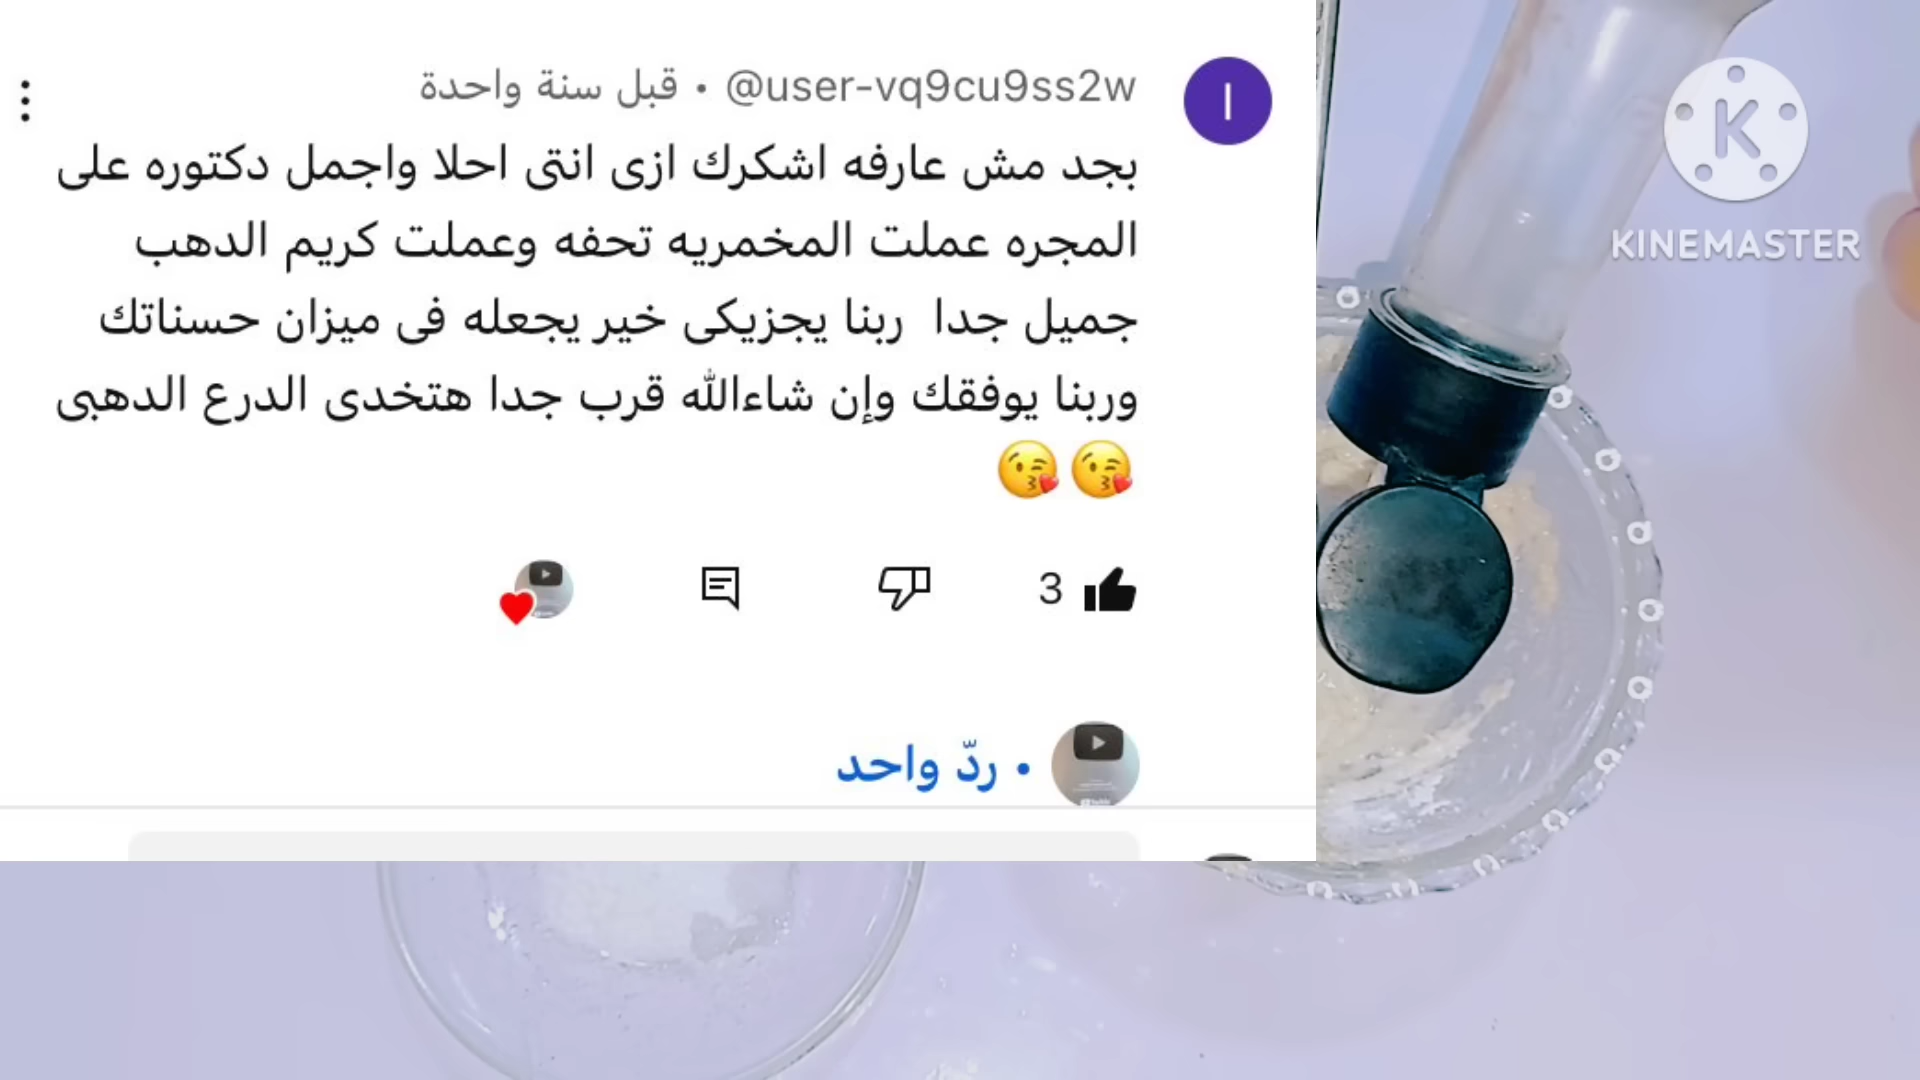 @user-vq9cu9ss2w • قبل سنة واحدة
بجد مش عارفه اشكرك ازى انتى احلا واجمل دكتوره على
المجره عملت المخمريه تحفه وعملت كريم الدهب
جميل جدا ربنا يجزيكى خير يجعله فى ميزان حسناتك
وربنا يوفقك وإن شاءالله قرب جدا هتخدى الدرع الدهبى
😘😘
3
• ردّ واحد
K
KINEMASTER